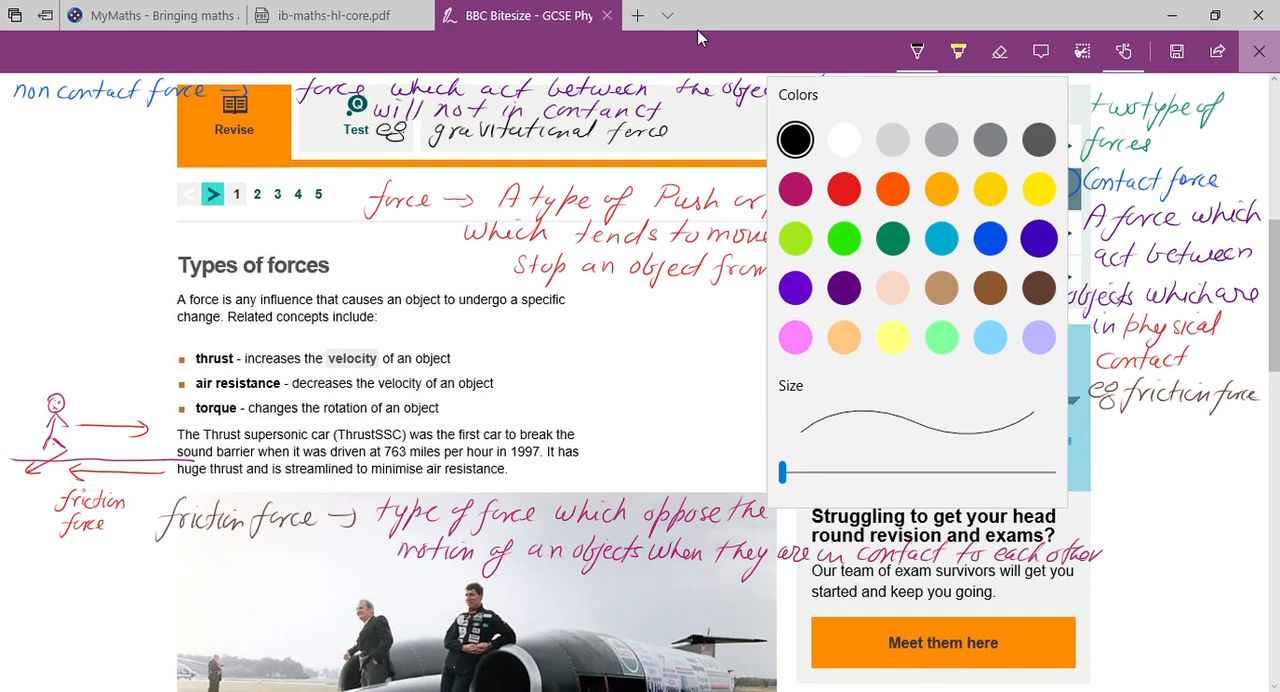 MyMaths - Bringing maths a
ib-maths-hl-core.pdf
BBC Bitesize - GCSE Phy
non contact force → force which act between the objec
will not in contanct
eg gravitational force
Revise
Test
1 2 3 4 5
force → A type of Push or
which tends to move
Stop an object from
Types of forces
A force is any influence that causes an object to undergo a specific
change. Related concepts include:
thrust - increases the velocity of an object
air resistance - decreases the velocity of an object
torque - changes the rotation of an object
The Thrust supersonic car (ThrustSSC) was the first car to break the
sound barrier when it was driven at 763 miles per hour in 1997. It has
huge thrust and is streamlined to minimise air resistance.
friction
force
friction force → type of force which oppose the
motion of an objects when they are in contact to each other
Colors
Size
two type of
forces
Contact force
A force which
act between
objects which are
in physical
contact
eg friction force
Struggling to get your head
round revision and exams?
Our team of exam survivors will get you
started and keep you going.
Meet them here